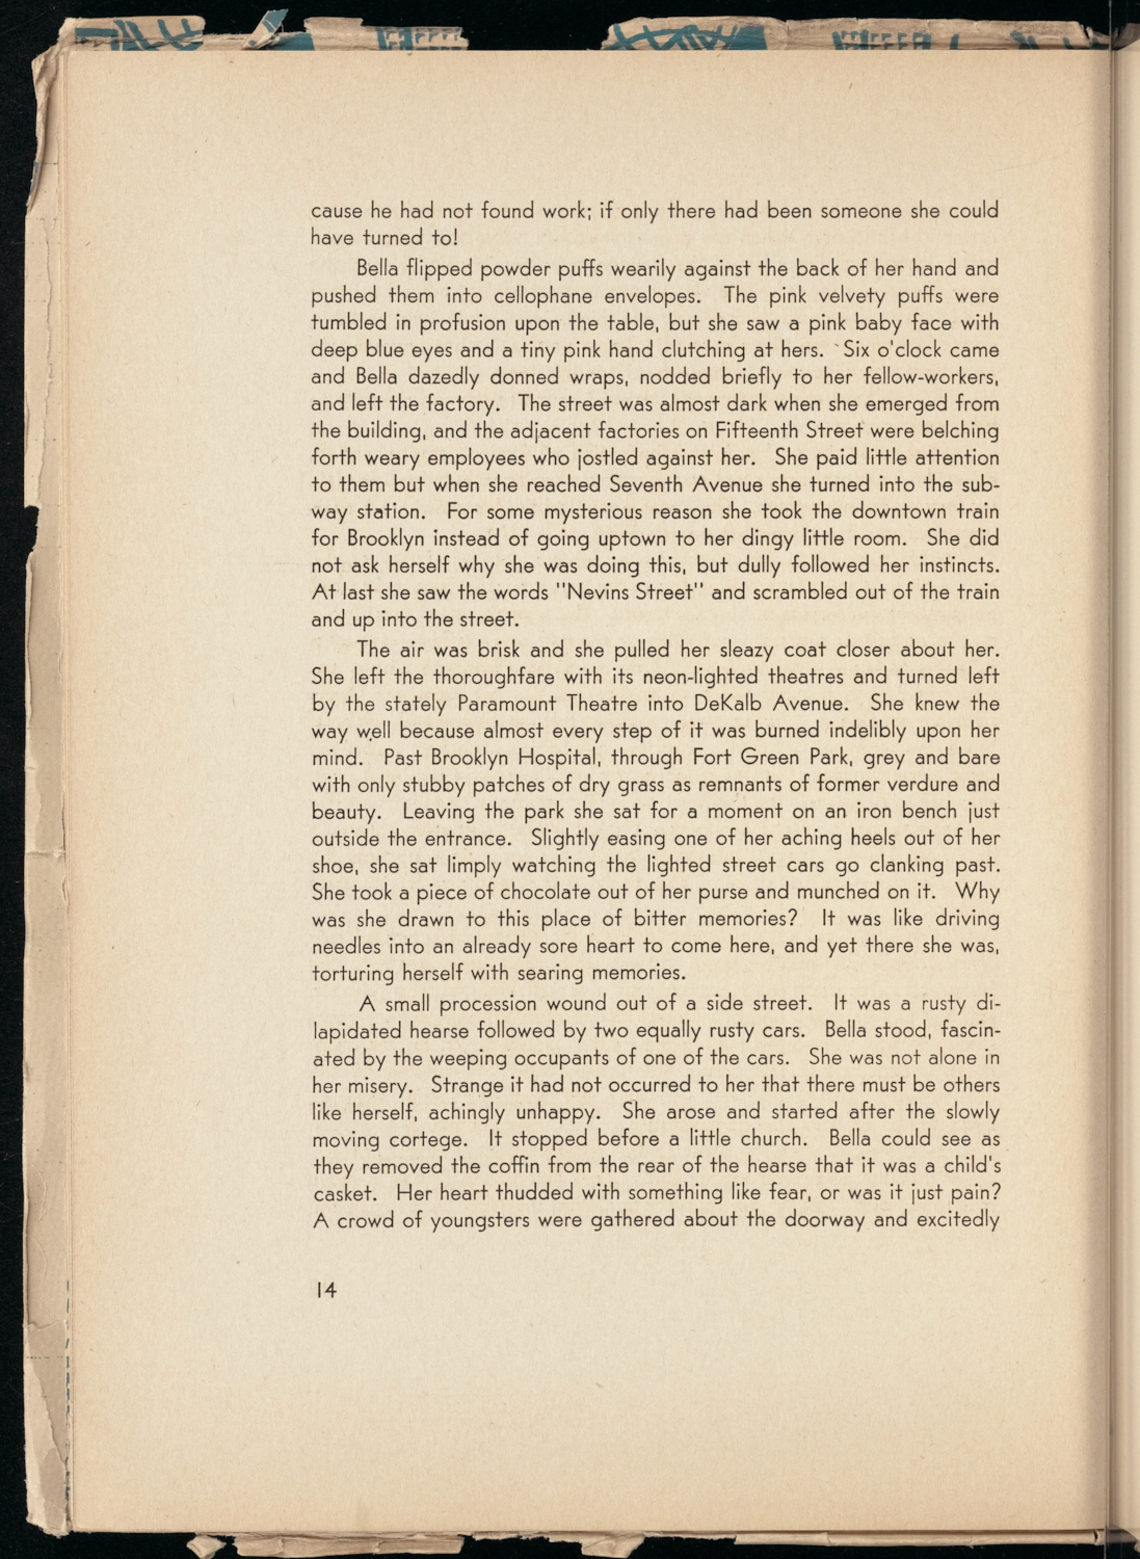 cause he had not found work; if only there had been someone she could
have turned to!
Bella flipped powder puffs wearily against the back of her hand and
pushed them into cellophane envelopes. The pink velvety puffs were
tumbled in profusion upon the table, but she saw a pink baby face with
deep blue eyes and a tiny pink hand clutching at hers. Six o'clock came
and Bella dazedly donned wraps, nodded briefly to her fellow-workers,
and left the factory. The street was almost dark when she emerged from
the building, and the adjacent factories on Fifteenth Street were belching
forth weary employees who jostled against her. She paid little attention
to them but when she reached Seventh Avenue she turned into the sub-
way station. For some mysterious reason she took the downtown train
for Brooklyn instead of going uptown to her dingy little room. She did
not ask herself why she was doing this, but dully followed her instincts.
At last she saw the words "Nevins Street" and scrambled out of the train
and up into the street.
The air was brisk and she pulled her sleazy coat closer about her.
She left the thoroughfare with its neon-lighted theatres and turned left
by the stately Paramount Theatre into DeKalb Avenue. She knew the
way well because almost every step of it was burned indelibly upon her
mind. Past Brooklyn Hospital, through Fort Green Park, grey and bare
with only stubby patches of dry grass as remnants of former verdure and
beauty. Leaving the park she sat for a moment on an iron bench just
outside the entrance. Slightly easing one of her aching heels out of her
shoe, she sat limply watching the lighted street cars go clanking past.
She took a piece of chocolate out of her purse and munched on it. Why
was she drawn to this place of bitter memories? It was like driving
needles into an already sore heart to come here, and yet there she was,
torturing herself with searing memories.
A small procession wound out of a side street. It was a rusty di-
lapidated hearse followed by two equally rusty cars. Bella stood, fascin-
ated by the weeping occupants of one of the cars. She was not alone in
her misery. Strange it had not occurred to her that there must be others
like herself, achingly unhappy. She arose and started after the slowly
moving cortege. It stopped before a little church. Bella could see as
they removed the coffin from the rear of the hearse that it was a child's
casket. Her heart thudded with something like fear, or was it just pain?
A crowd of youngsters were gathered about the doorway and excitedly
14